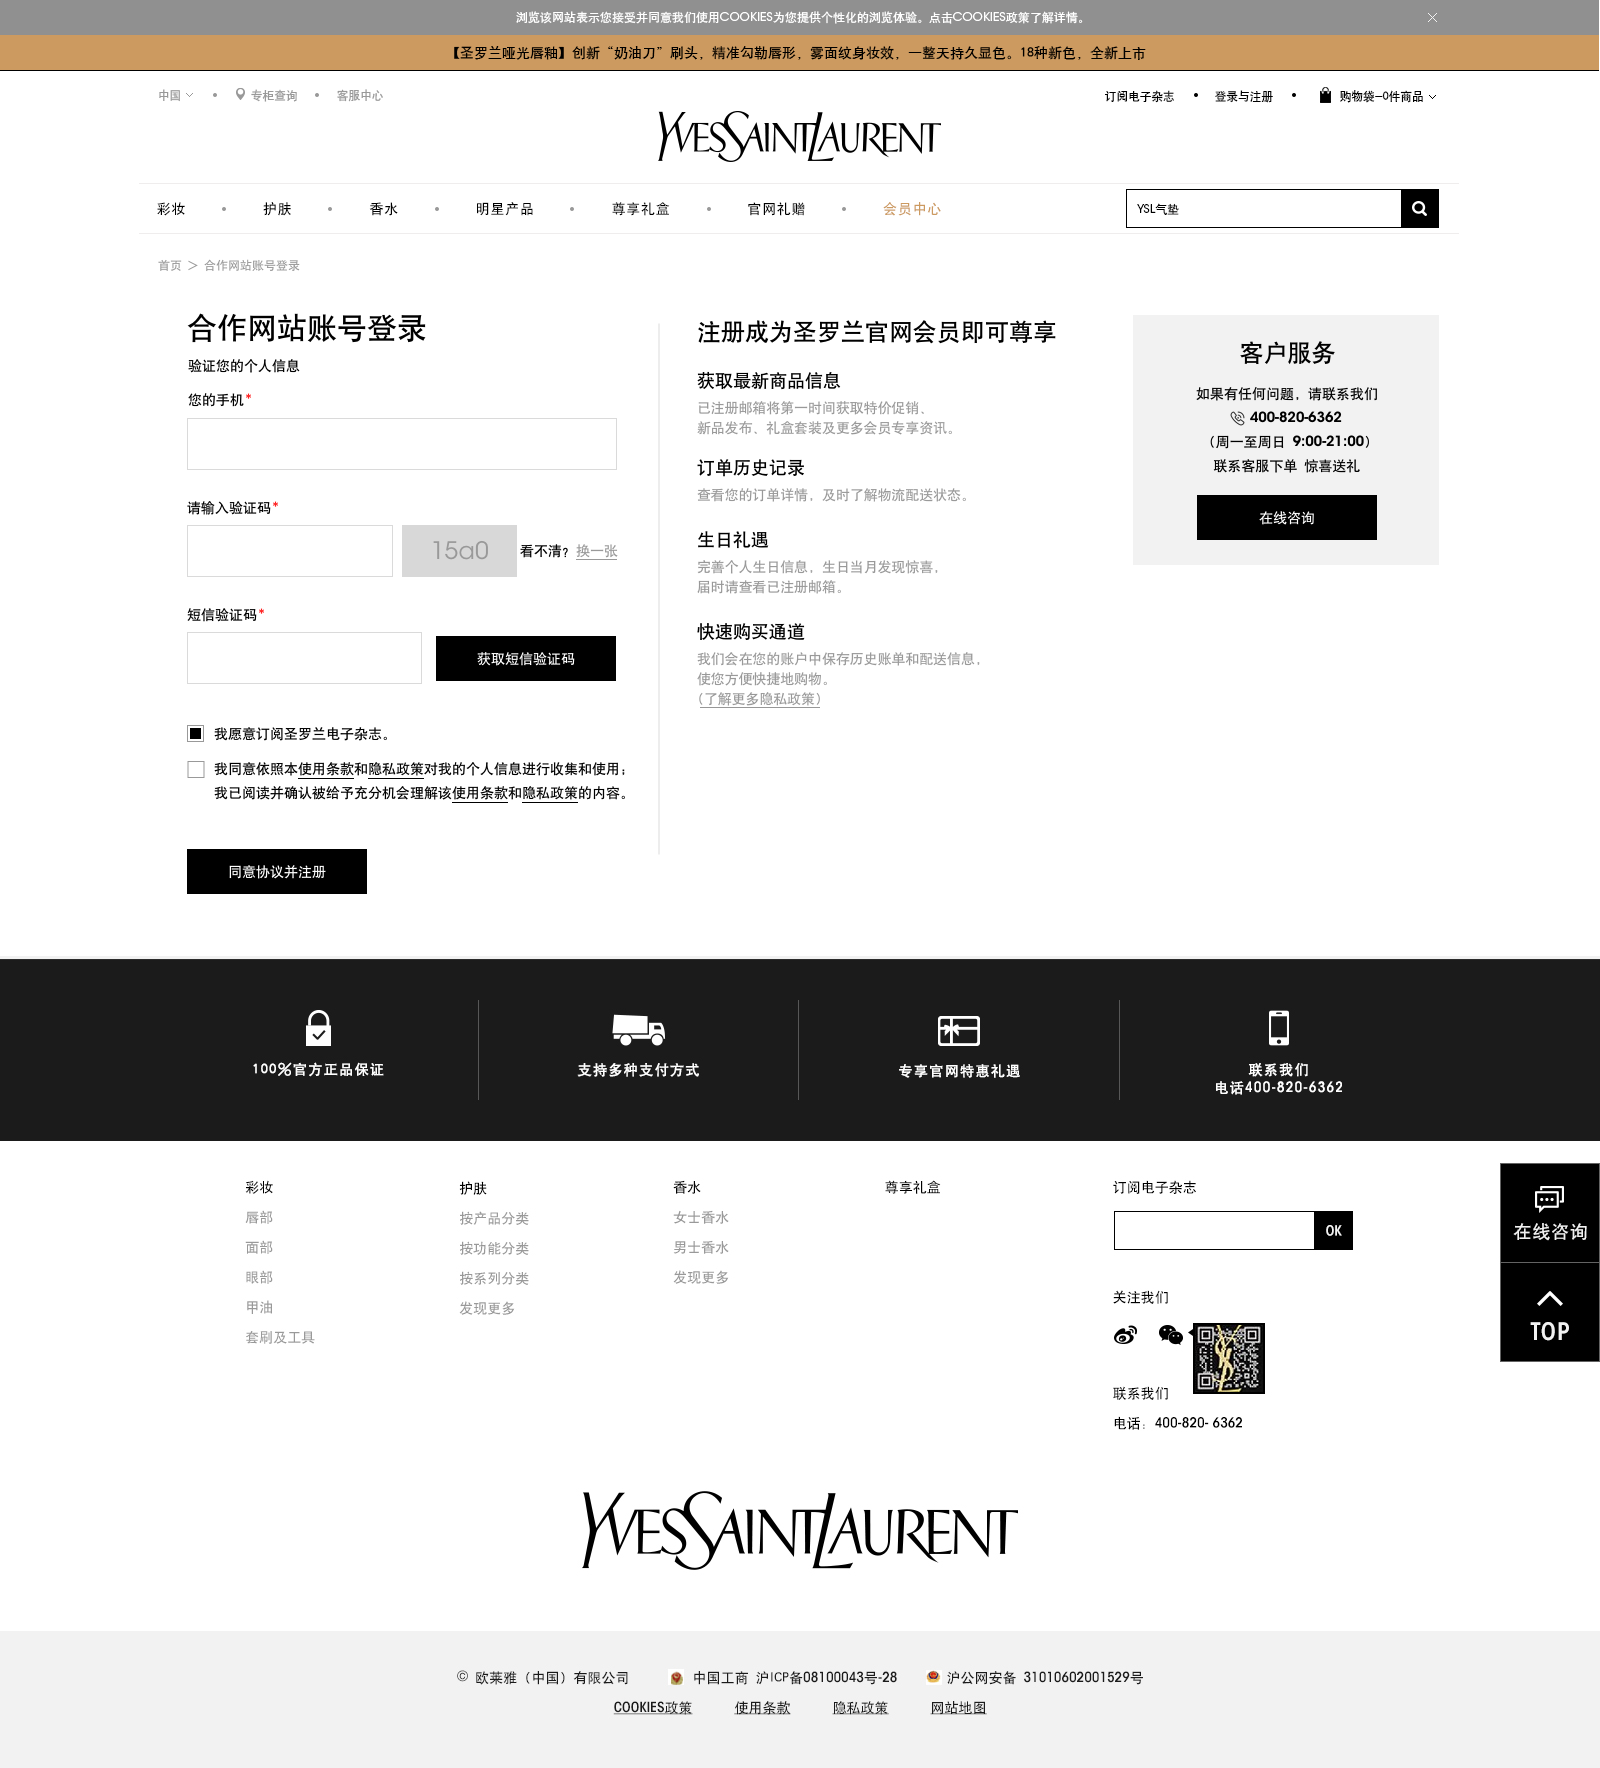 浏览该网站表示您接受并同意我们使用COOKIES为您提供个性化的浏览体验。点击COOKIES政策了解详情。
【圣罗兰哑光唇釉】创新“奶油刀”刷头，精准勾勒唇形，雾面纹身妆效，一整天持久显色。18种新色，全新上市
中国 • 专柜查询 • 客服中心
订阅电子杂志 • 登录与注册 • 购物袋—0件商品
YVESSAINTLAURENT
彩妆 • 护肤 • 香水 • 明星产品 • 尊享礼盒 • 官网礼赠 • 会员中心
YSL气垫
首页 > 合作网站账号登录
合作网站账号登录
验证您的个人信息
您的手机*
请输入验证码*
15a0 看不清? 换一张
短信验证码*
获取短信验证码
我愿意订阅圣罗兰电子杂志。
我同意依照本使用条款和隐私政策对我的个人信息进行收集和使用；
我已阅读并确认被给予充分机会理解该使用条款和隐私政策的内容。
同意协议并注册
注册成为圣罗兰官网会员即可尊享
获取最新商品信息
已注册邮箱将第一时间获取特价促销、
新品发布、礼盒套装及更多会员专享资讯。
订单历史记录
查看您的订单详情，及时了解物流配送状态。
生日礼遇
完善个人生日信息，生日当月发现惊喜，
届时请查看已注册邮箱。
快速购买通道
我们会在您的账户中保存历史账单和配送信息，
使您方便快捷地购物。
（了解更多隐私政策）
客户服务
如果有任何问题，请联系我们
400-820-6362
（周一至周日 9:00-21:00）
联系客服下单 惊喜送礼
在线咨询
100%官方正品保证
支持多种支付方式
专享官网特惠礼遇
联系我们
电话400-820-6362
彩妆
唇部
面部
眼部
甲油
套刷及工具
护肤
按产品分类
按功能分类
按系列分类
发现更多
香水
女士香水
男士香水
发现更多
尊享礼盒
订阅电子杂志
OK
关注我们
YSL
联系我们
电话：400-820- 6362
在线咨询
TOP
YVESSAINTLAURENT
© 欧莱雅（中国）有限公司 中国工商 沪ICP备08100043号-28 沪公网安备 31010602001529号
COOKIES政策 使用条款 隐私政策 网站地图